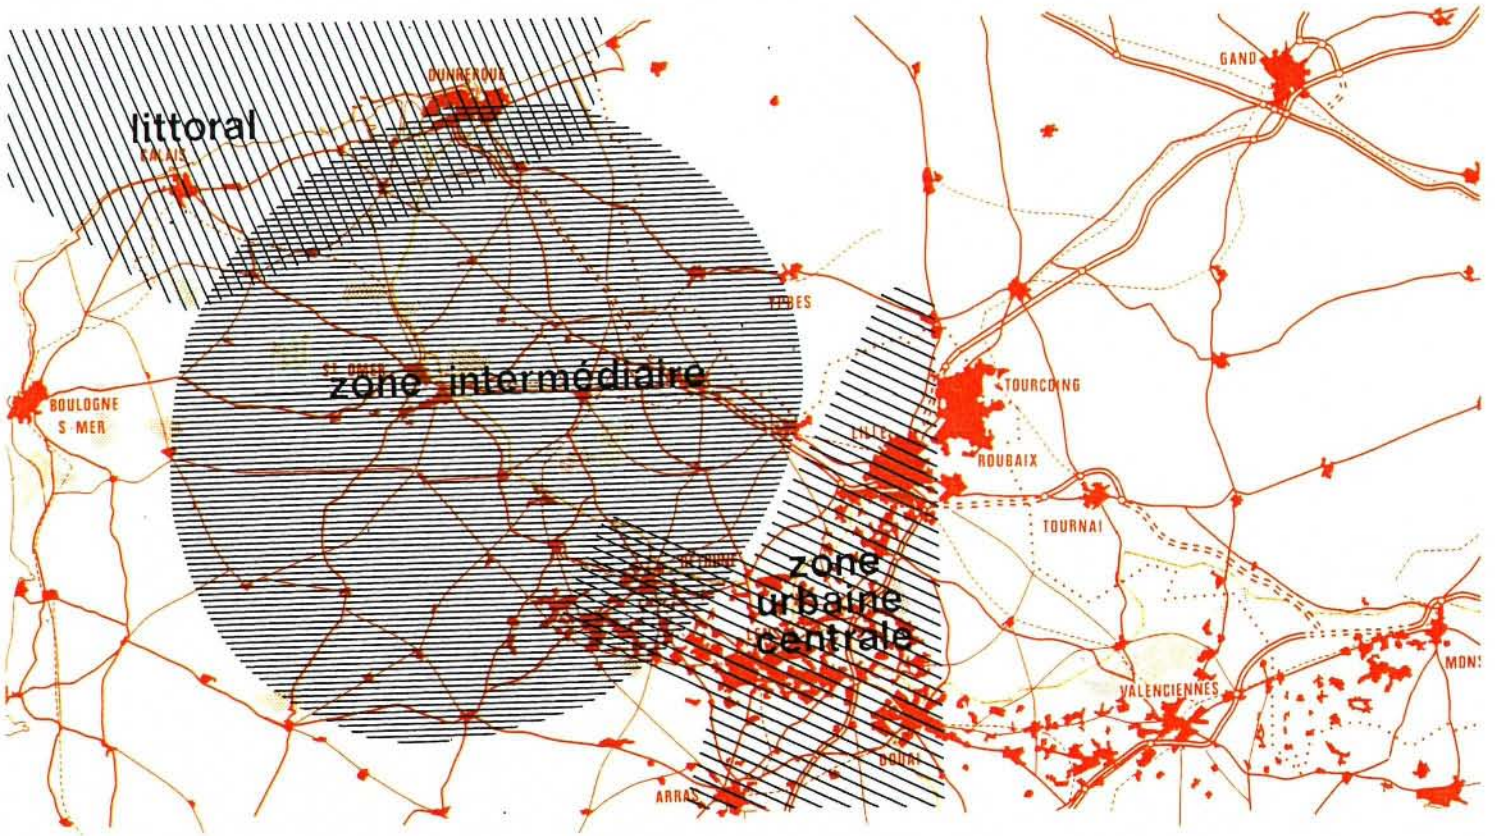 GAND
DUNKERQUE
littoral
CALAIS
YPRES
ST OMER
zone intermédiaire
TOURCOING
BOULOGNE
S-MER
LILLE
ROUBAIX
TOURNAI
BETHUNE
zone
urbaine
centrale
MONS
VALENCIENNES
DOUAI
ARRAS